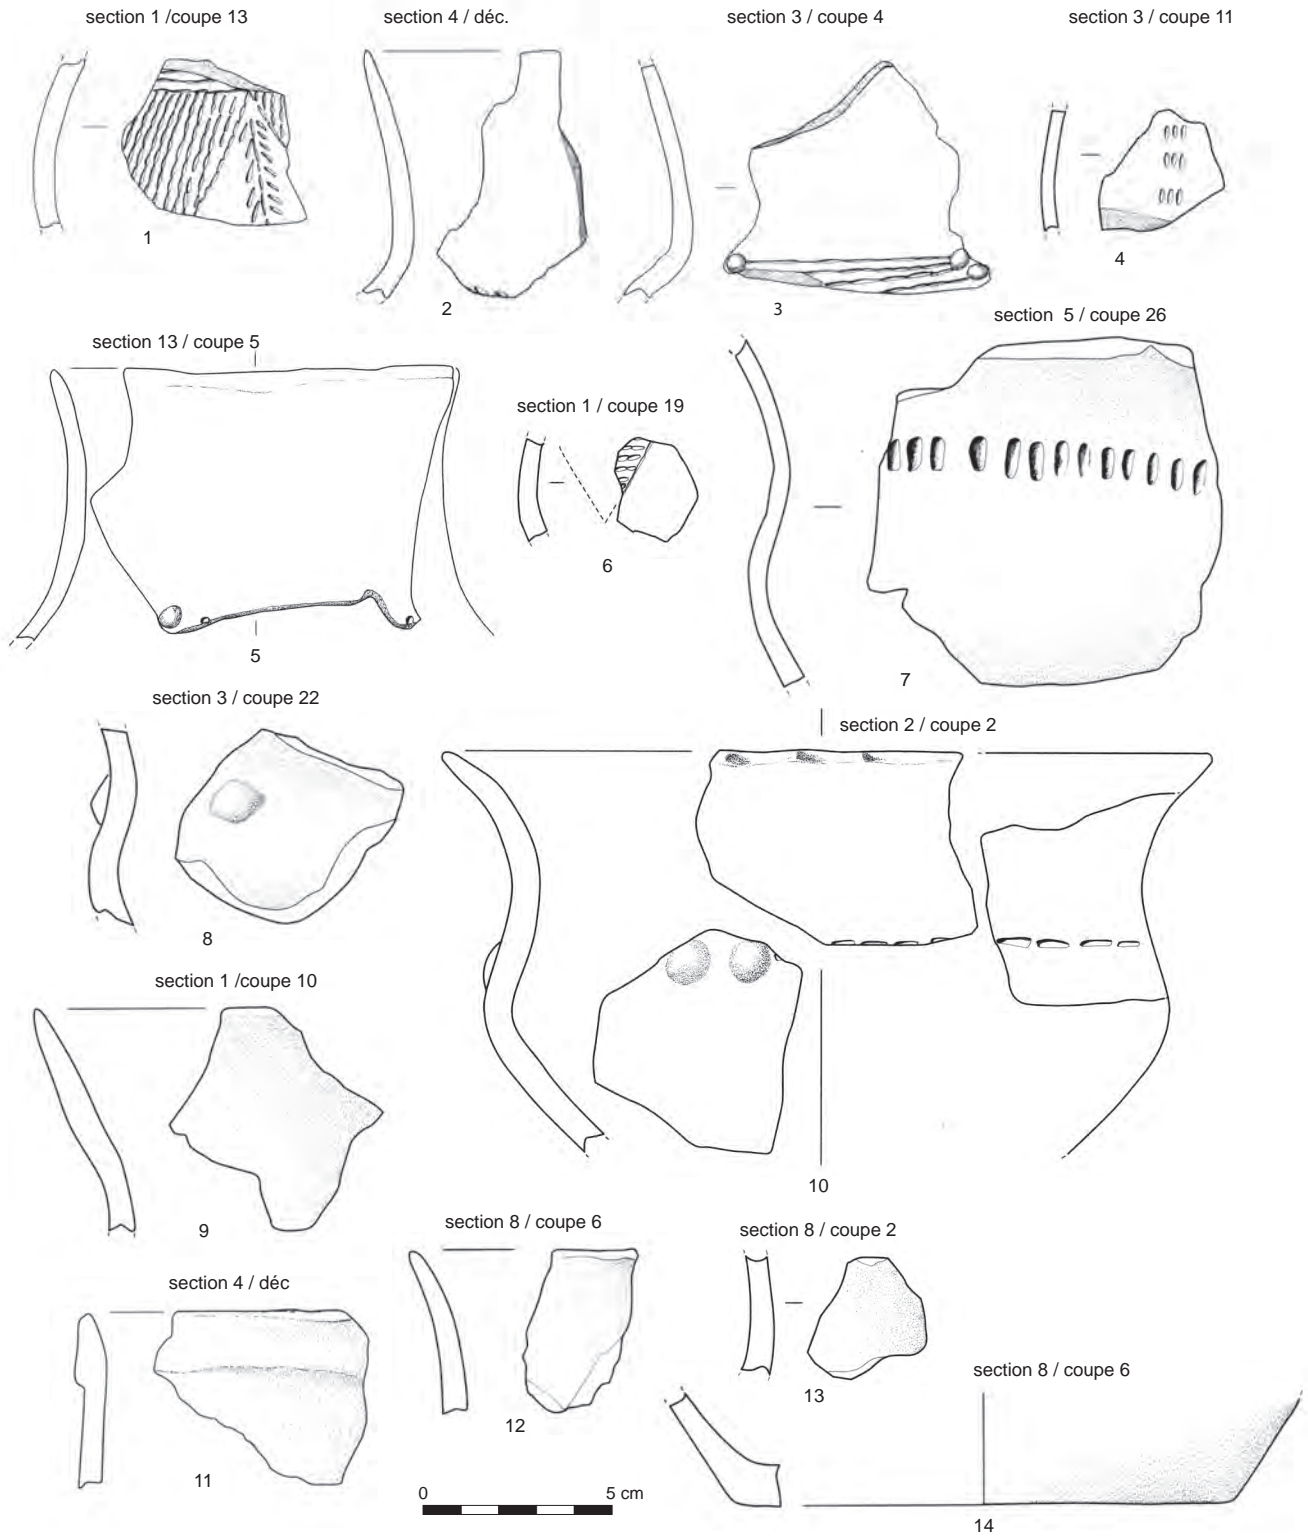 section 1 /coupe 13
section 4 / déc.
section 3 / coupe 4
section 3 / coupe 11
1
2
3
4
section 13 / coupe 5
section 1 / coupe 19
section 5 / coupe 26
5
6
7
section 3 / coupe 22
section 2 / coupe 2
8
section 1 /coupe 10
9
10
section 4 / déc
section 8 / coupe 6
section 8 / coupe 2
11
12
13
section 8 / coupe 6
0 5 cm
14